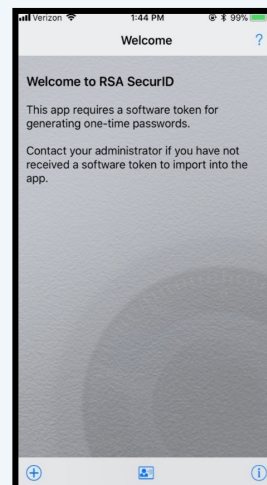 Verizon 1:44 PM 99%
Welcome ?
Welcome to RSA SecurID
This app requires a software token for
generating one-time passwords.
Contact your administrator if you have not
received a software token to import into the
app.